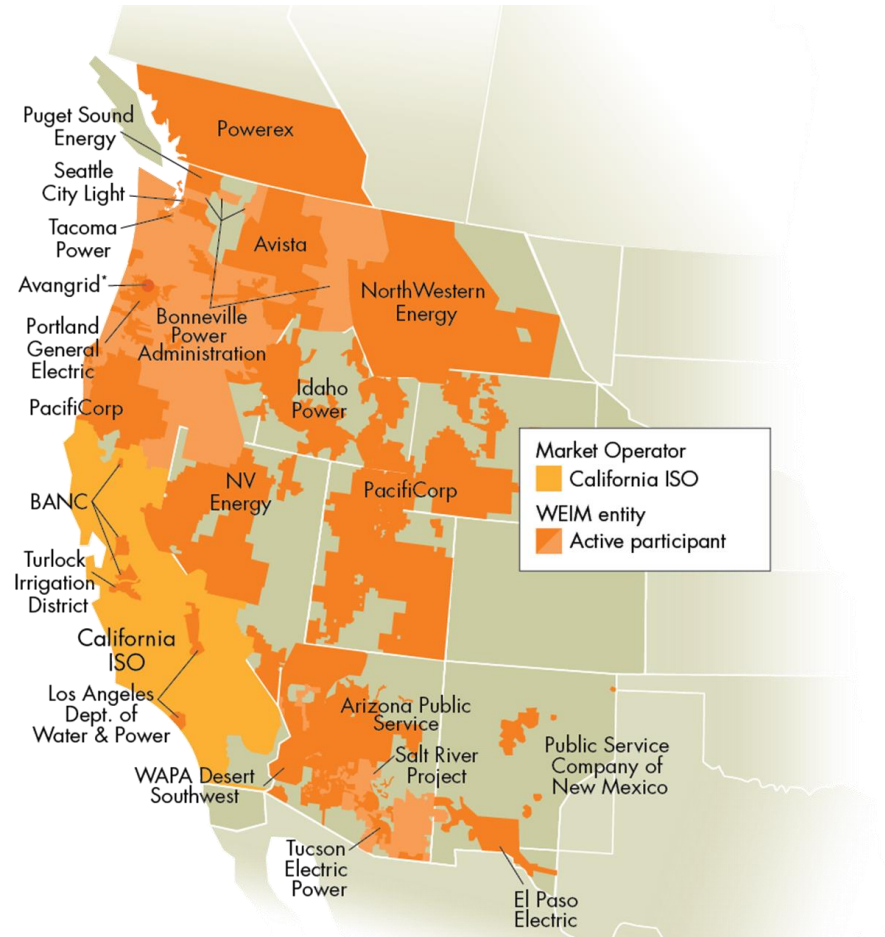 Powerex
Puget Sound
Energy
Seattle
City Light
Tacoma
Power
Avista
Avangrid*
NorthWestern
Energy
Bonneville
Power
Administration
Portland
General
Electric
Idaho
Power
PacifiCorp
Market Operator
California ISO
WEIM entity
Active participant
NV
Energy
PacifiCorp
BANC
Turlock
Irrigation
District
California
ISO
Los Angeles
Dept. of
Water & Power
Arizona Public
Service
Salt River
Project
Public Service
Company of
New Mexico
WAPA Desert
Southwest
Tucson
Electric
Power
El Paso
Electric